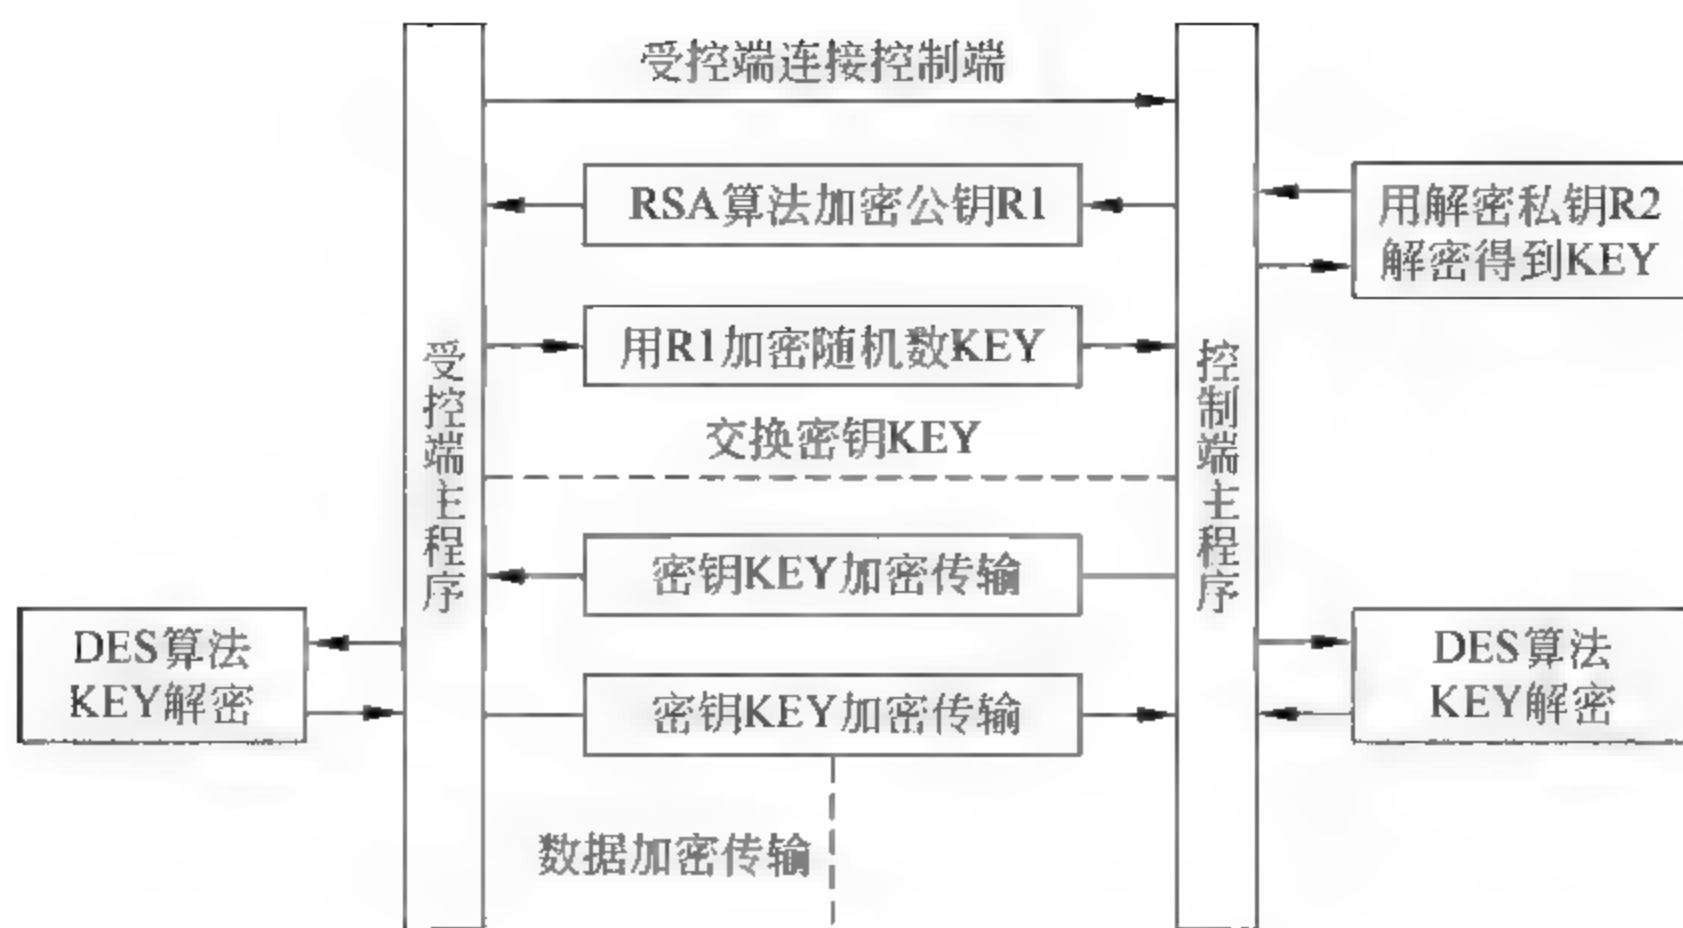 受控端连接控制端
RSA算法加密公钥R1
用解密私钥R2
解密得到KEY
用R1加密随机数KEY
受控端主程序
控制端主程序
交换密钥KEY
密钥KEY加密传输
DES算法
KEY解密
密钥KEY加密传输
DES算法
KEY解密
数据加密传输